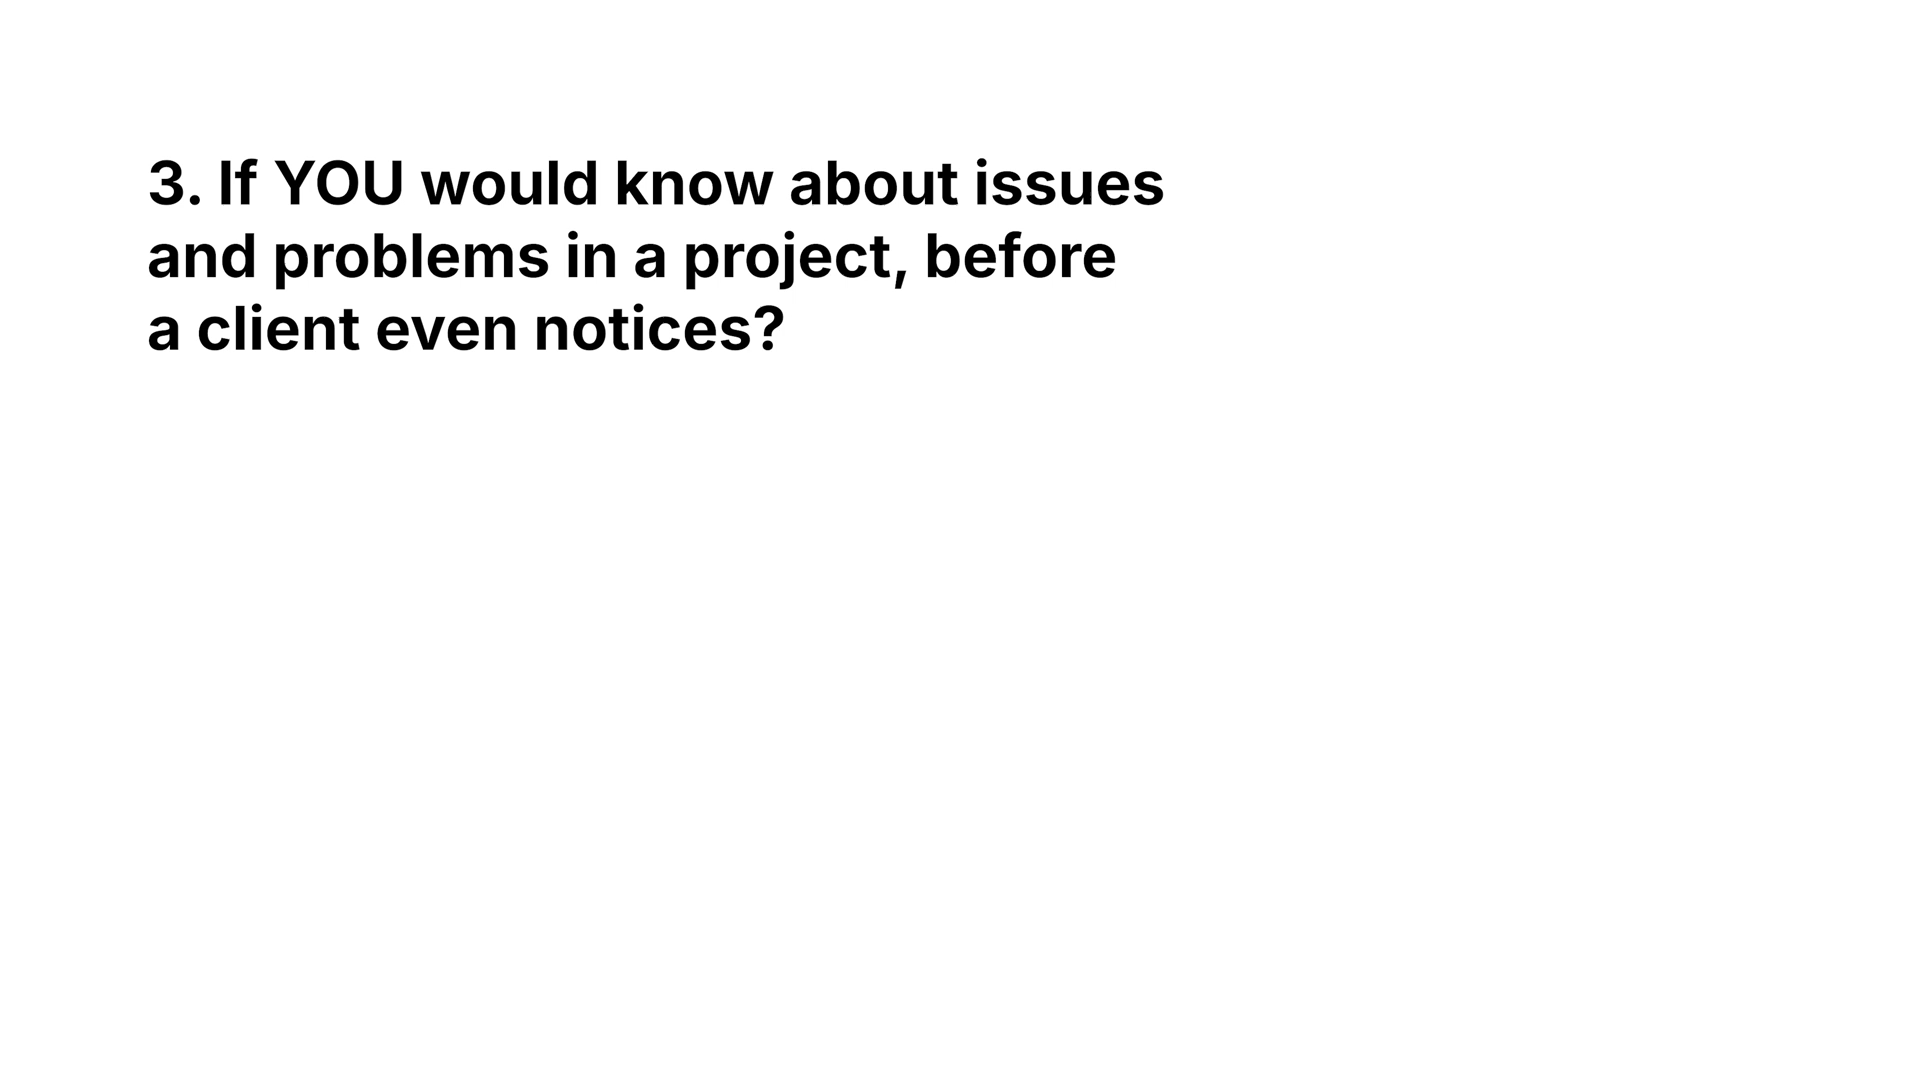 3. If YOU would know about issues
and problems in a project, before
a client even notices?